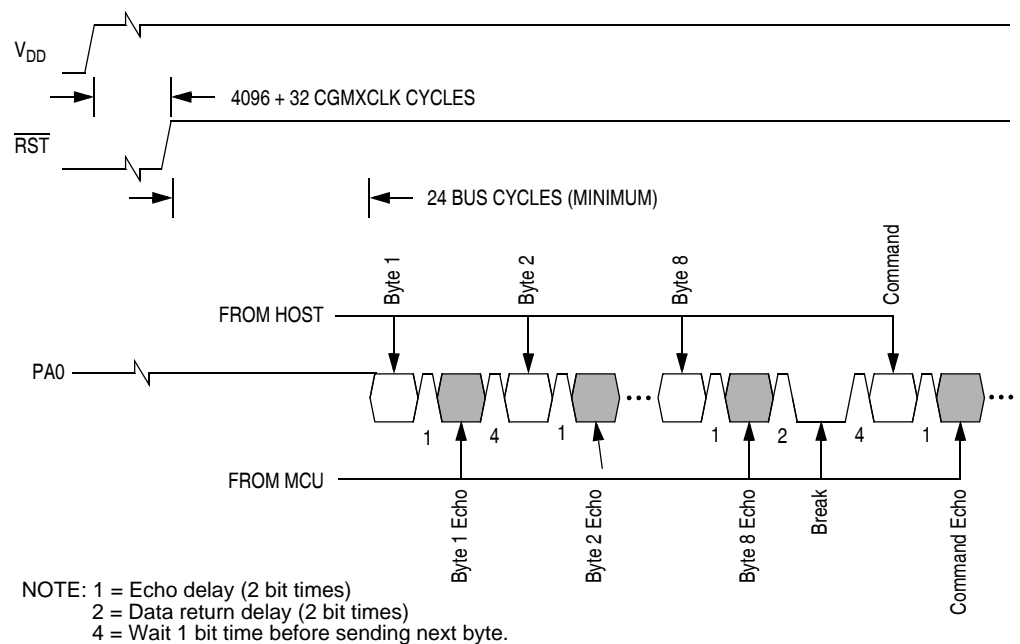 VDD
4096 + 32 CGMXCLK CYCLES
RST
24 BUS CYCLES (MINIMUM)
Byte 1
Byte 2
Byte 8
Command
FROM HOST
PA0
1
4
1
1
2
4
1
FROM MCU
Byte 1 Echo
Byte 2 Echo
Byte 8 Echo
Break
Command Echo
NOTE: 1 = Echo delay (2 bit times)
2 = Data return delay (2 bit times)
4 = Wait 1 bit time before sending next byte.